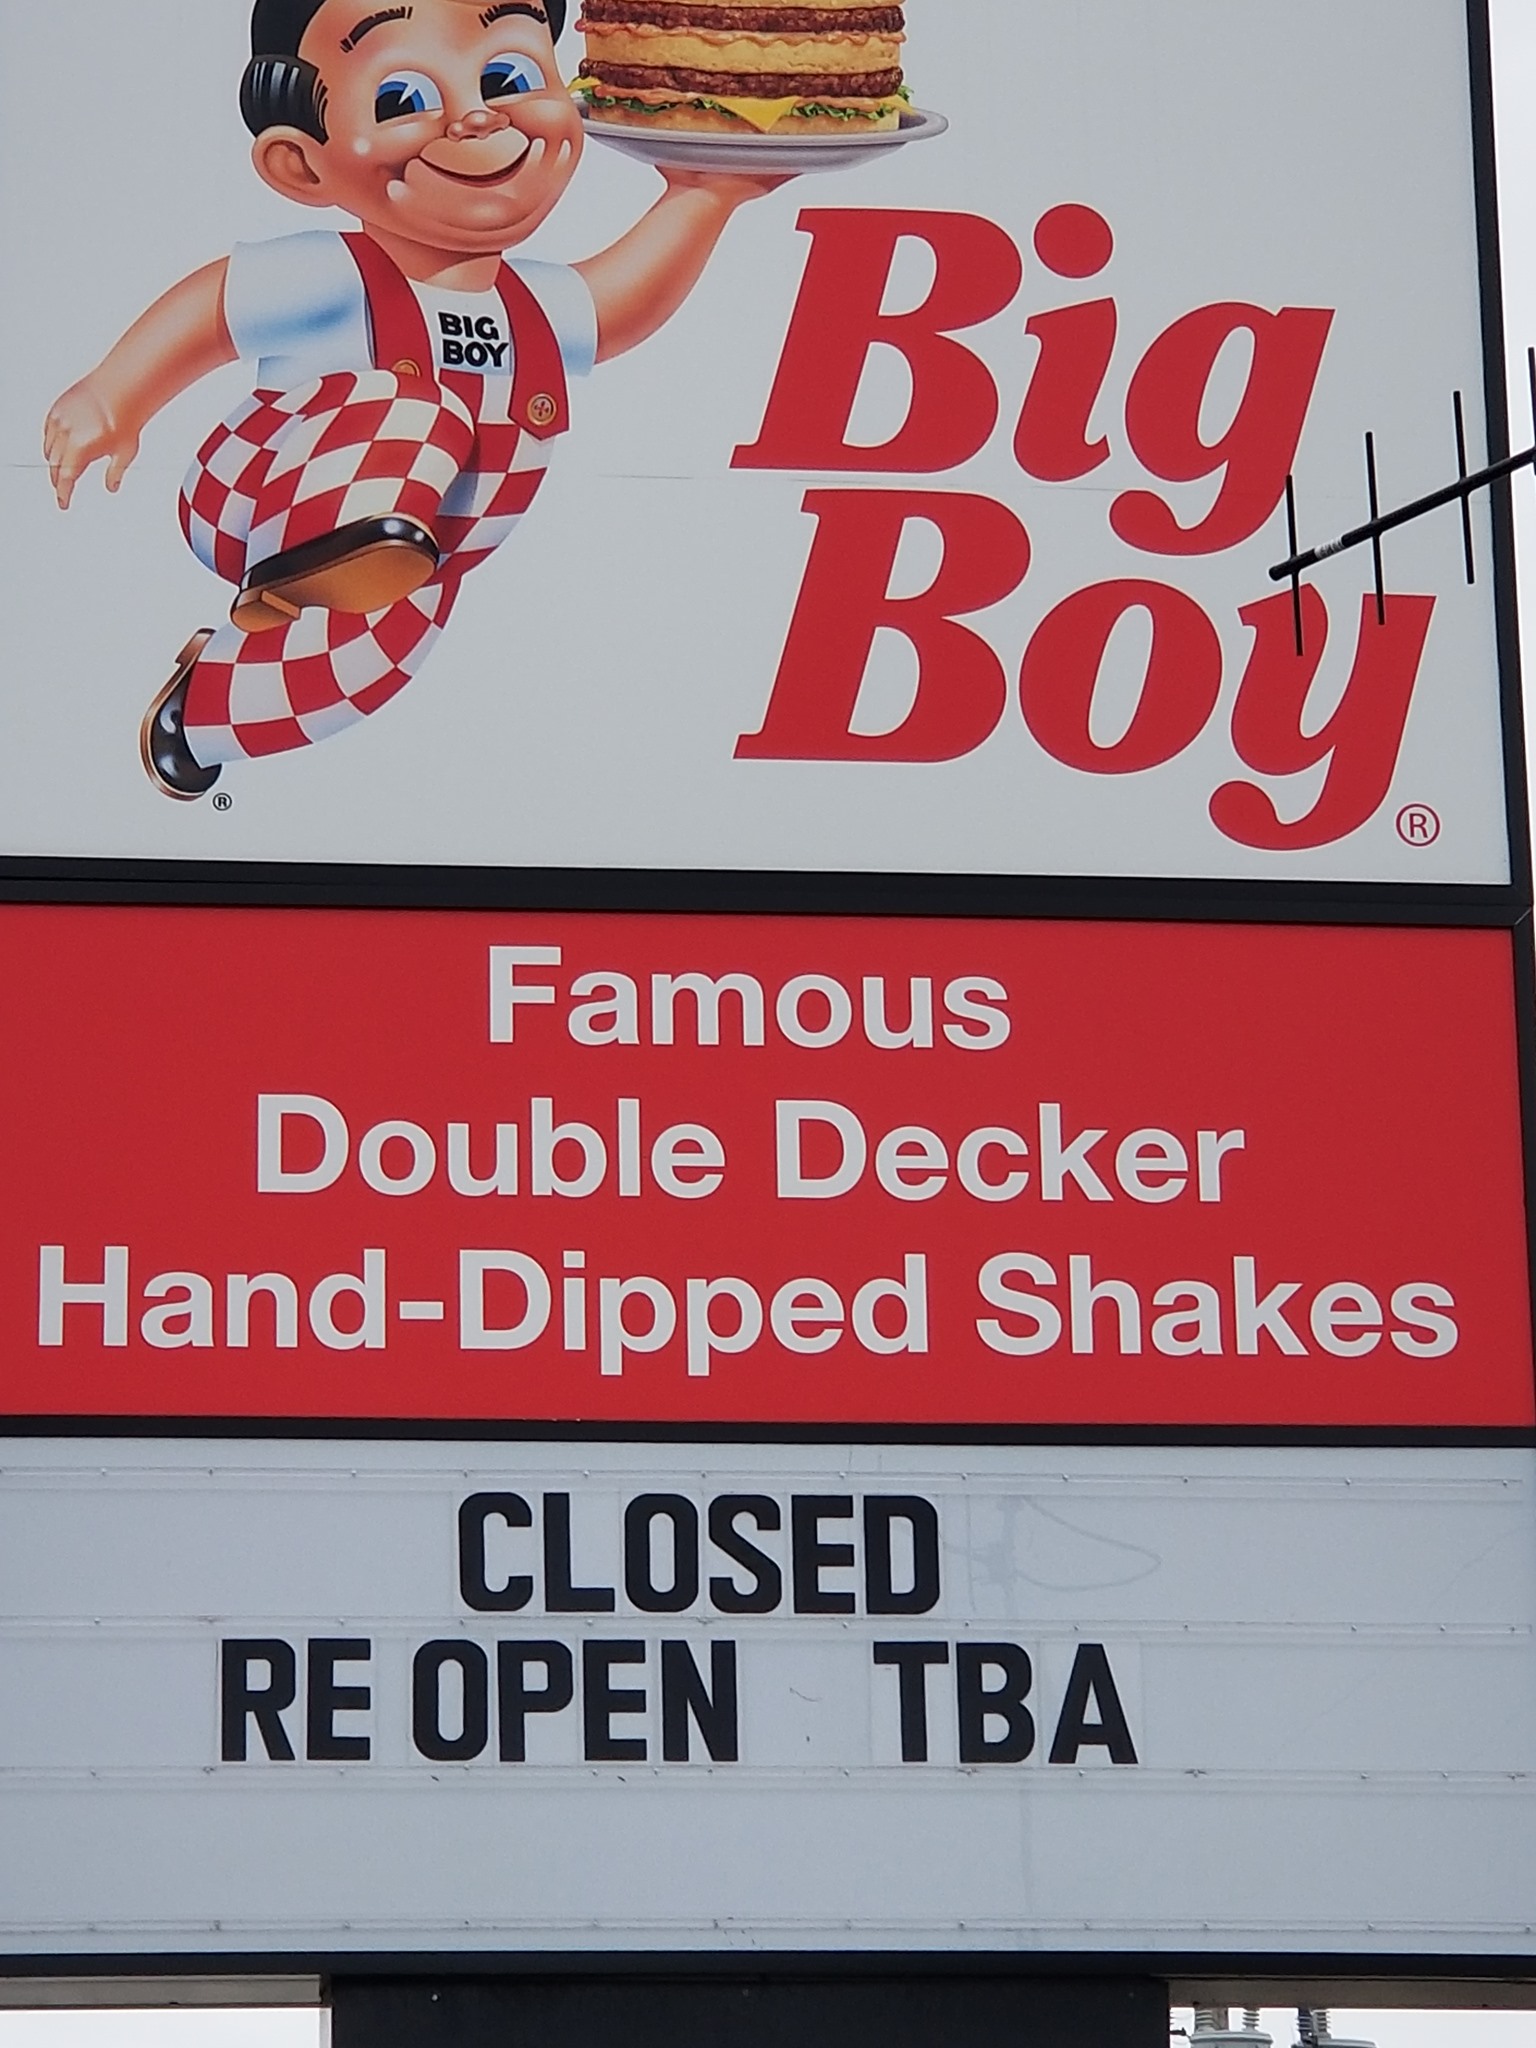 BIG
BOY
Big
Boy®
®
Famous
Double Decker
Hand-Dipped Shakes
CLOSED
RE OPEN TBA